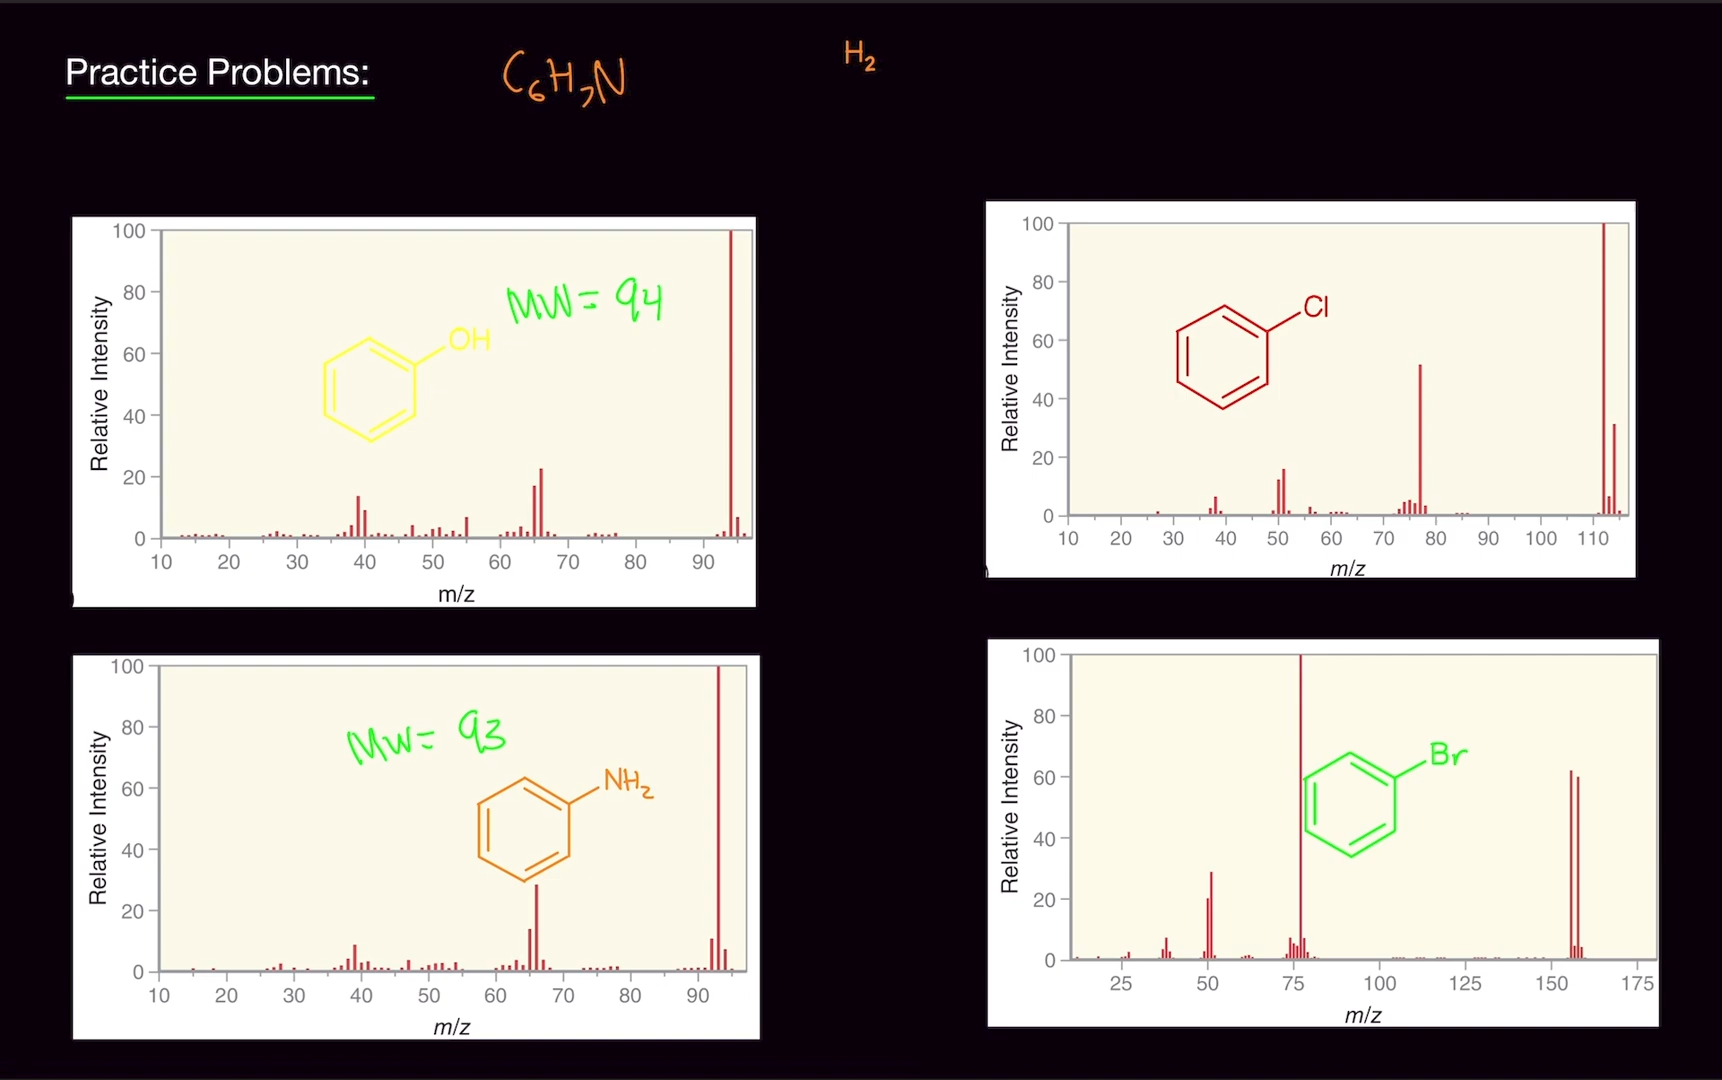 Practice Problems:
C₆H₇N
H₂
100
80
60
40
20
0
Relative Intensity
MW = 94
OH
10 20 30 40 50 60 70 80 90
m/z
100
80
60
40
20
0
Relative Intensity
Cl
10 20 30 40 50 60 70 80 90 100 110
m/z
100
80
60
40
20
0
Relative Intensity
MW = 93
NH₂
10 20 30 40 50 60 70 80 90
m/z
100
80
60
40
20
0
Relative Intensity
Br
25 50 75 100 125 150 175
m/z